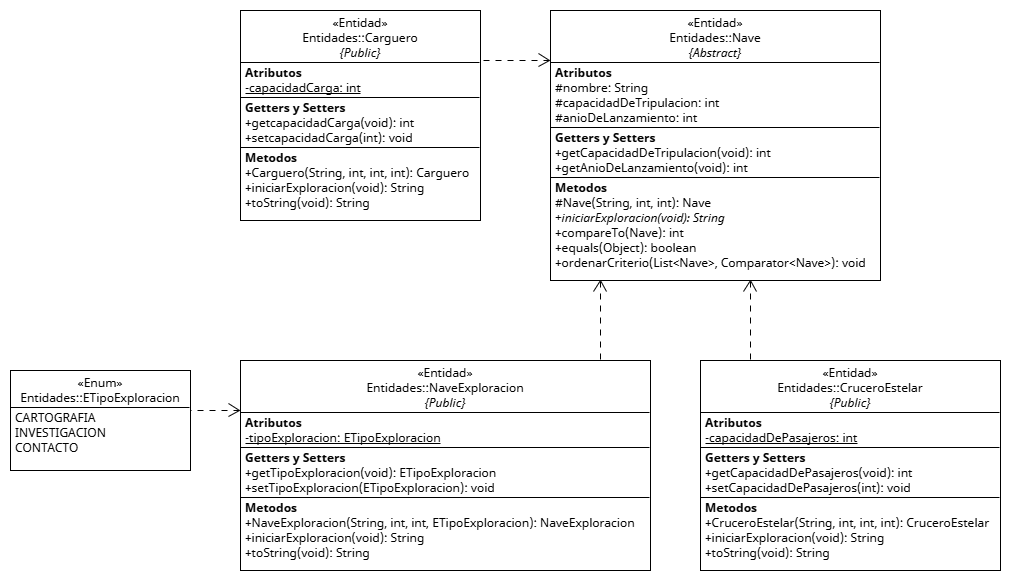 «Entidad»
Entidades::Carguero
{Public}
Atributos
-capacidadCarga: int
Getters y Setters
+getcapacidadCarga(void): int
+setcapacidadCarga(int): void
Metodos
+Carguero(String, int, int, int): Carguero
+iniciarExploracion(void): String
+toString(void): String
«Entidad»
Entidades::Nave
{Abstract}
Atributos
#nombre: String
#capacidadDeTripulacion: int
#anioDeLanzamiento: int
Getters y Setters
+getCapacidadDeTripulacion(void): int
+getAnioDeLanzamiento(void): int
Metodos
#Nave(String, int, int): Nave
+iniciarExploracion(void): String
+compareTo(Nave): int
+equals(Object): boolean
+ordenarCriterio(List<Nave>, Comparator<Nave>): void
«Enum»
Entidades::ETipoExploracion
CARTOGRAFIA
INVESTIGACION
CONTACTO
«Entidad»
Entidades::NaveExploracion
{Public}
Atributos
-tipoExploracion: ETipoExploracion
Getters y Setters
+getTipoExploracion(void): ETipoExploracion
+setTipoExploracion(ETipoExploracion): void
Metodos
+NaveExploracion(String, int, int, ETipoExploracion): NaveExploracion
+iniciarExploracion(void): String
+toString(void): String
«Entidad»
Entidades::CruceroEstelar
{Public}
Atributos
-capacidadDePasajeros: int
Getters y Setters
+getCapacidadDePasajeros(void): int
+setCapacidadDePasajeros(int): void
Metodos
+CruceroEstelar(String, int, int, int): CruceroEstelar
+iniciarExploracion(void): String
+toString(void): String